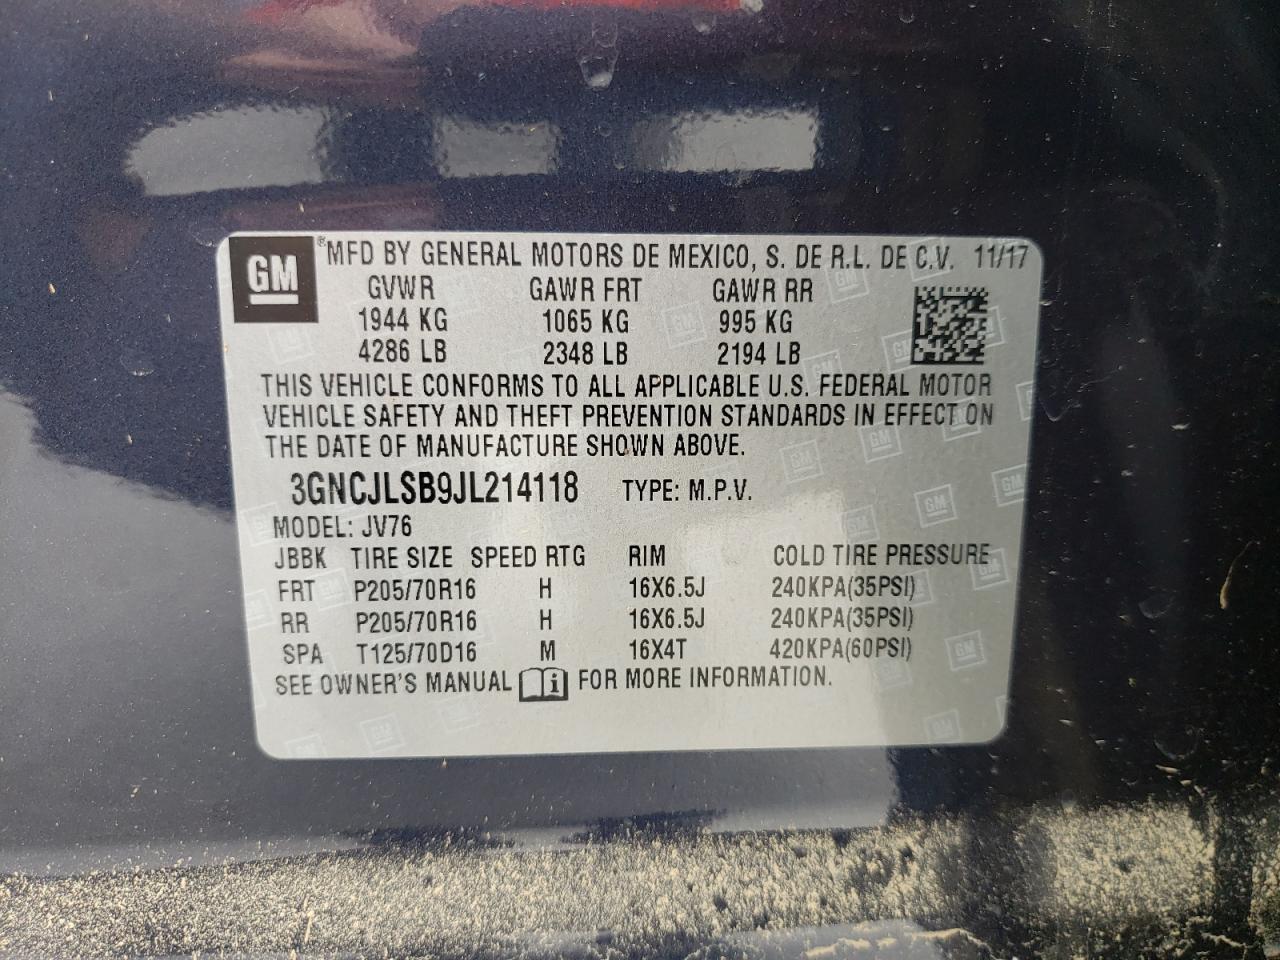 GM
® MFD BY GENERAL MOTORS DE MEXICO, S. DE R.L. DE C.V. 11/17
GVWR GAWR FRT GAWR RR
1944 KG 1065 KG 995 KG
4286 LB 2348 LB 2194 LB
THIS VEHICLE CONFORMS TO ALL APPLICABLE U.S. FEDERAL MOTOR
VEHICLE SAFETY AND THEFT PREVENTION STANDARDS IN EFFECT ON
THE DATE OF MANUFACTURE SHOWN ABOVE.
3GNCJLSB9JL214118 TYPE: M.P.V.
MODEL: JV76
JBBK TIRE SIZE SPEED RTG RIM COLD TIRE PRESSURE
FRT P205/70R16 H 16X6.5J 240KPA(35PSI)
RR P205/70R16 H 16X6.5J 240KPA(35PSI)
SPA T125/70D16 M 16X4T 420KPA(60PSI)
SEE OWNER'S MANUAL i FOR MORE INFORMATION.